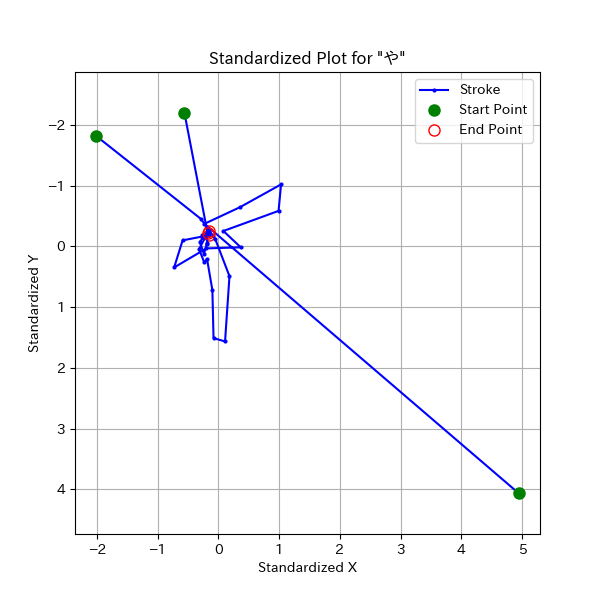 Standardized Plot for "や"
Stroke
Start Point
End Point
−2
−1
0
1
2
3
4
Standardized Y
−2 −1 0 1 2 3 4 5
Standardized X